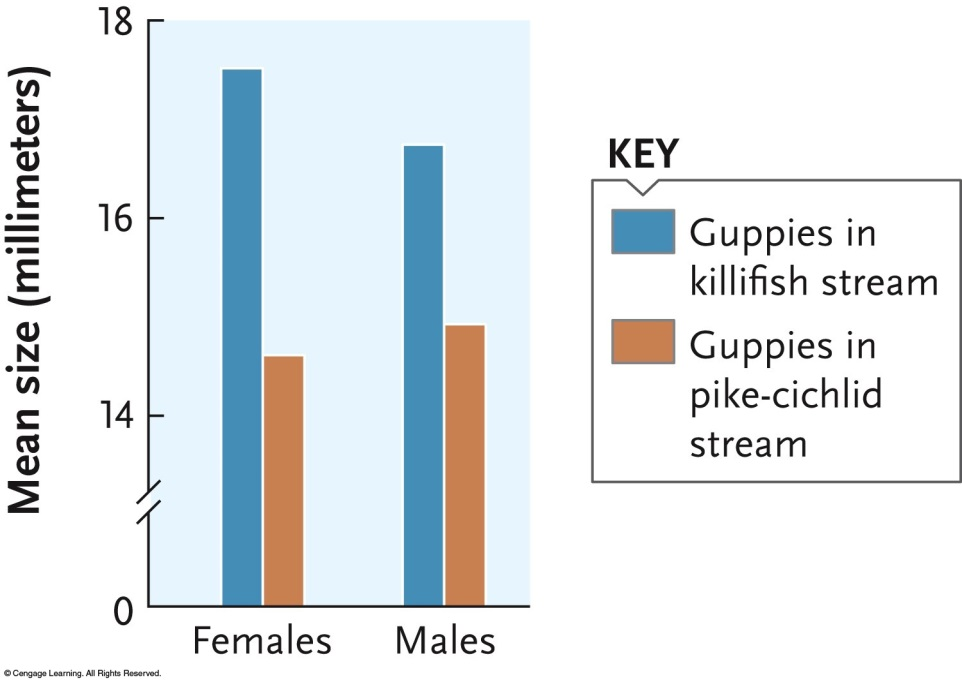 Mean size (millimeters)
18
16
14
0
Females
Males
KEY
Guppies in
killifish stream
Guppies in
pike-cichlid
stream
© Cengage Learning. All Rights Reserved.